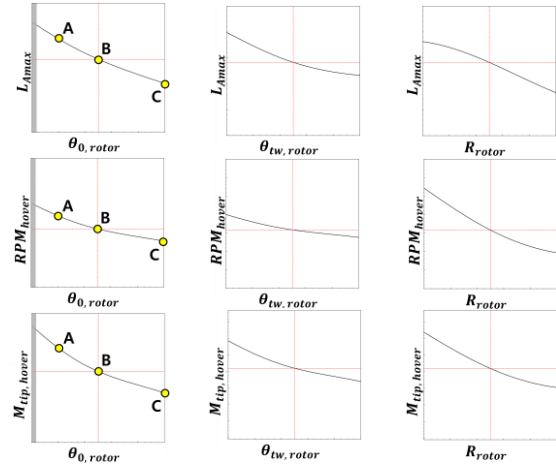 A
B
C
L_Amax
θ_0,rotor
L_Amax
θ_tw,rotor
L_Amax
R_rotor
A
B
C
RPM_hover
θ_0,rotor
RPM_hover
θ_tw,rotor
RPM_hover
R_rotor
A
B
C
M_tip,hover
θ_0,rotor
M_tip,hover
θ_tw,rotor
M_tip,hover
R_rotor